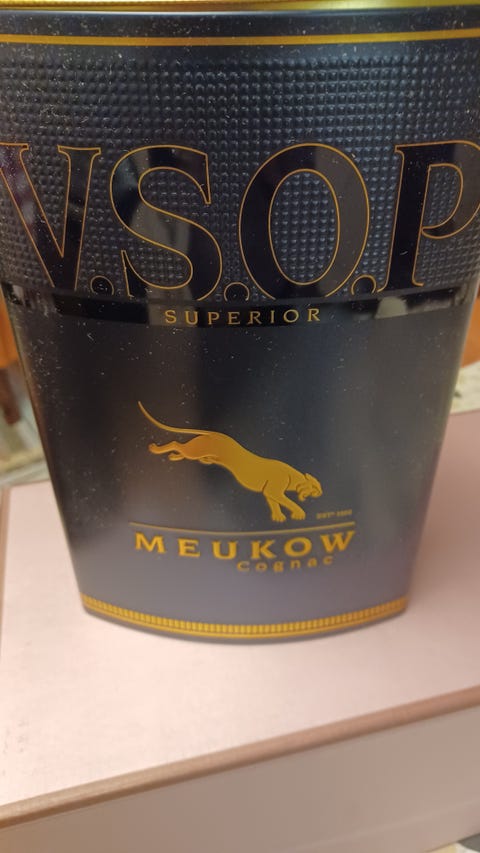 V.S.O.P
SUPERIOR
MEUKOW
Cognac